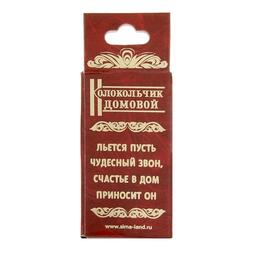 Колокольчик
домовой
ЛЬЕТСЯ ПУСТЬ
ЧУДЕСНЫЙ ЗВОН,
СЧАСТЬЕ В ДОМ
ПРИНОСИТ ОН
www.sima-land.ru